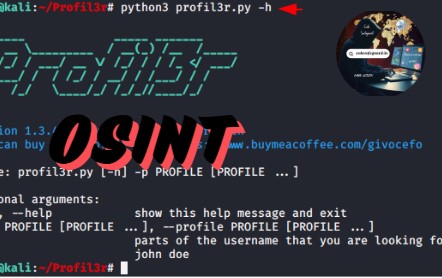 @kali:~/Profil3r# python3 profil3r.py -h
ion 1.3.
can buy
www.buymeacoffee.com/givocefo
OSINT
e: profil3r.py [-h] -p PROFILE [PROFILE ...]
onal arguments:
, --help show this help message and exit
PROFILE [PROFILE ...], --profile PROFILE [PROFILE ...]
parts of the username that you are looking fo
john doe
@kali:~/Profil3r#